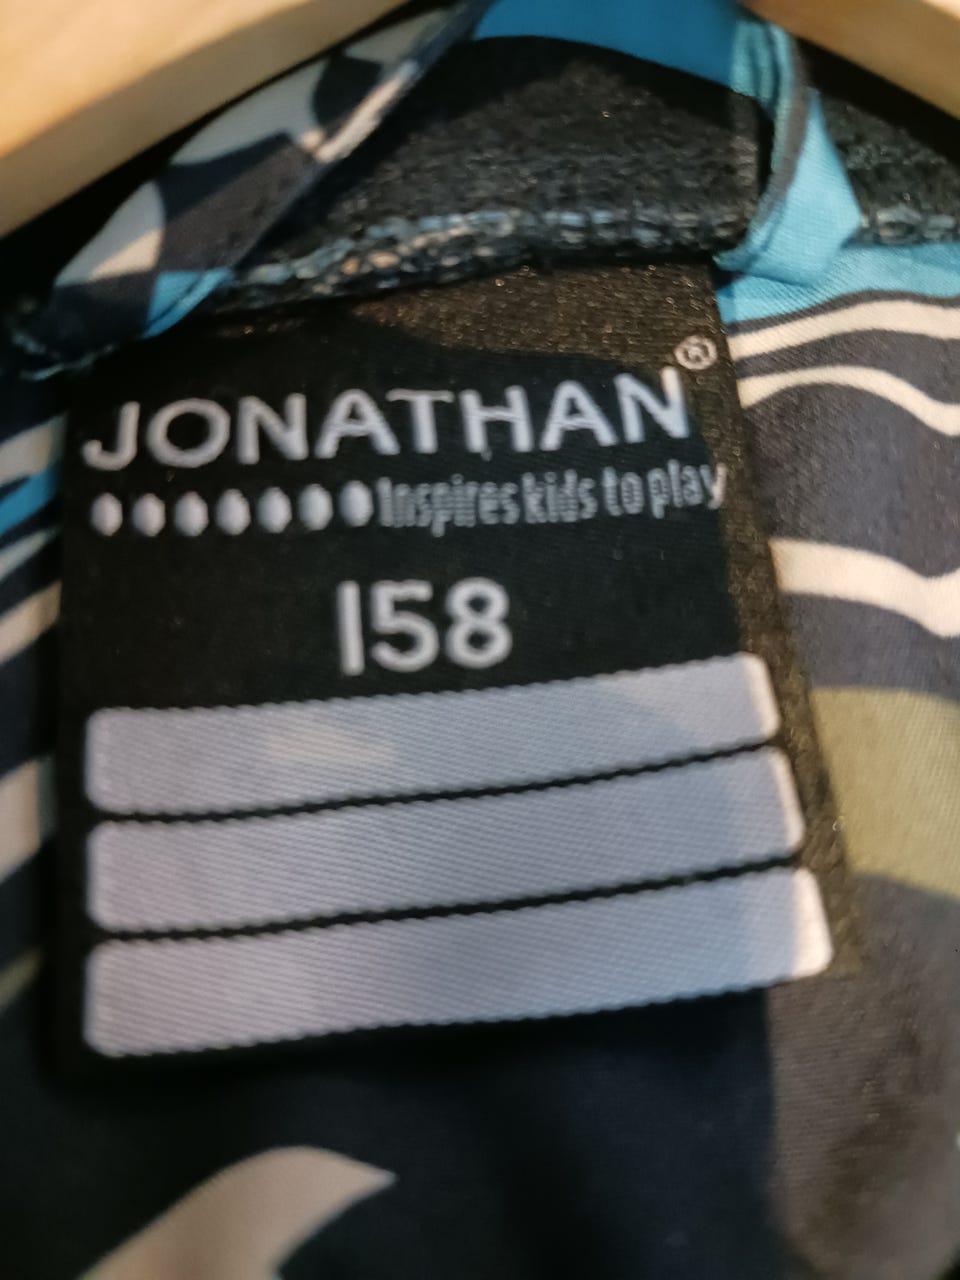 JONATHAN®
Inspires kids to play
158